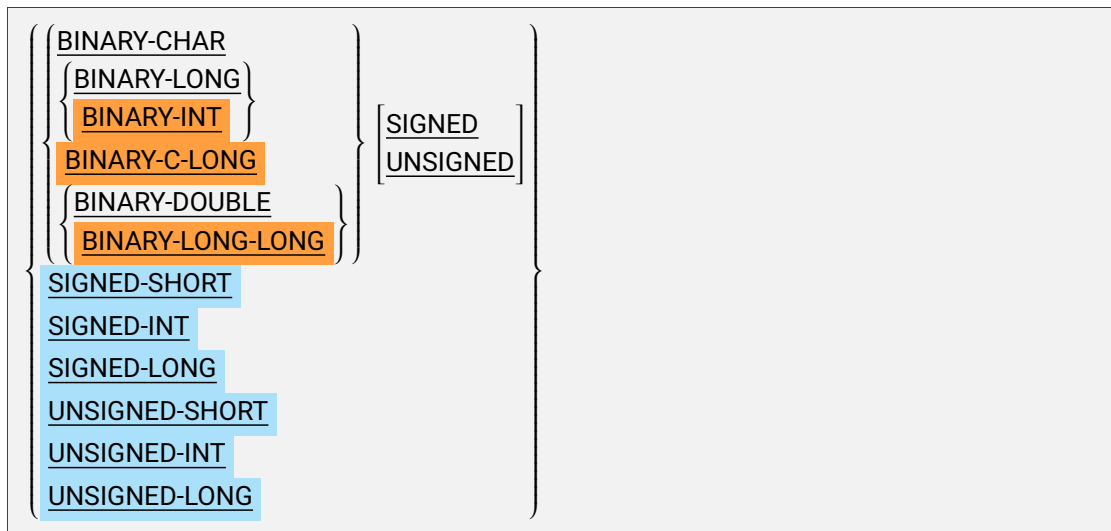 BINARY-CHAR
BINARY-LONG
BINARY-INT
BINARY-C-LONG
BINARY-DOUBLE
BINARY-LONG-LONG
SIGNED
UNSIGNED
SIGNED-SHORT
SIGNED-INT
SIGNED-LONG
UNSIGNED-SHORT
UNSIGNED-INT
UNSIGNED-LONG